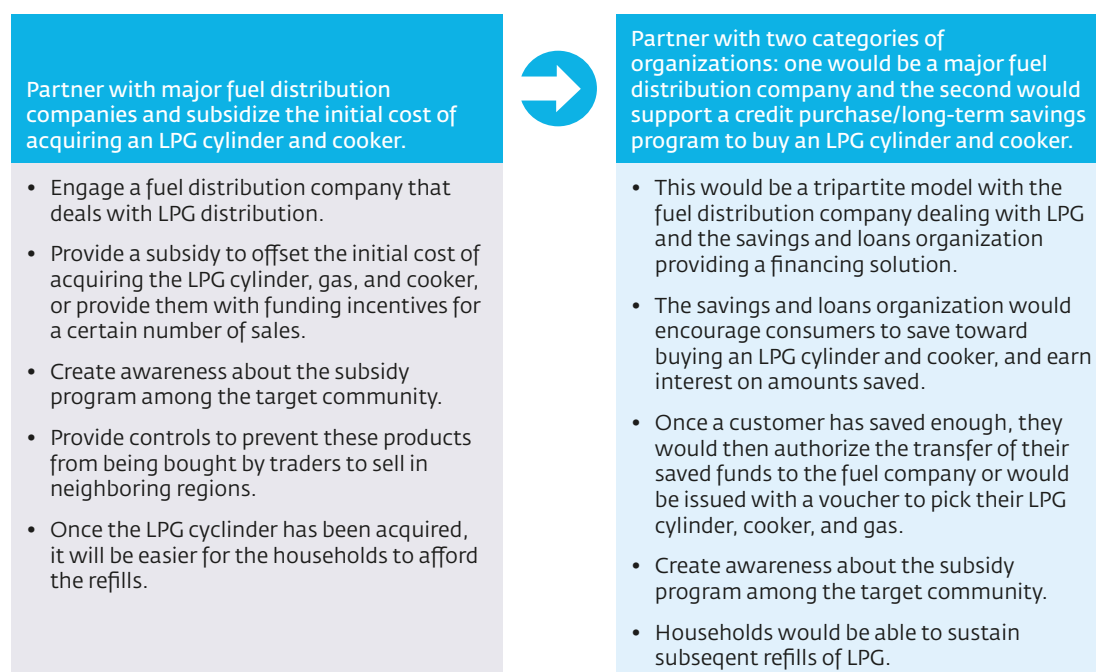 Partner with major fuel distribution
companies and subsidize the initial cost of
acquiring an LPG cylinder and cooker.
• Engage a fuel distribution company that
deals with LPG distribution.
• Provide a subsidy to offset the initial cost of
acquiring the LPG cylinder, gas, and cooker,
or provide them with funding incentives for
a certain number of sales.
• Create awareness about the subsidy
program among the target community.
• Provide controls to prevent these products
from being bought by traders to sell in
neighboring regions.
• Once the LPG cyclinder has been acquired,
it will be easier for the households to afford
the refills.
Partner with two categories of
organizations: one would be a major fuel
distribution company and the second would
support a credit purchase/long-term savings
program to buy an LPG cylinder and cooker.
• This would be a tripartite model with the
fuel distribution company dealing with LPG
and the savings and loans organization
providing a financing solution.
• The savings and loans organization would
encourage consumers to save toward
buying an LPG cylinder and cooker, and earn
interest on amounts saved.
• Once a customer has saved enough, they
would then authorize the transfer of their
saved funds to the fuel company or would
be issued with a voucher to pick their LPG
cylinder, cooker, and gas.
• Create awareness about the subsidy
program among the target community.
• Households would be able to sustain
subseqent refills of LPG.